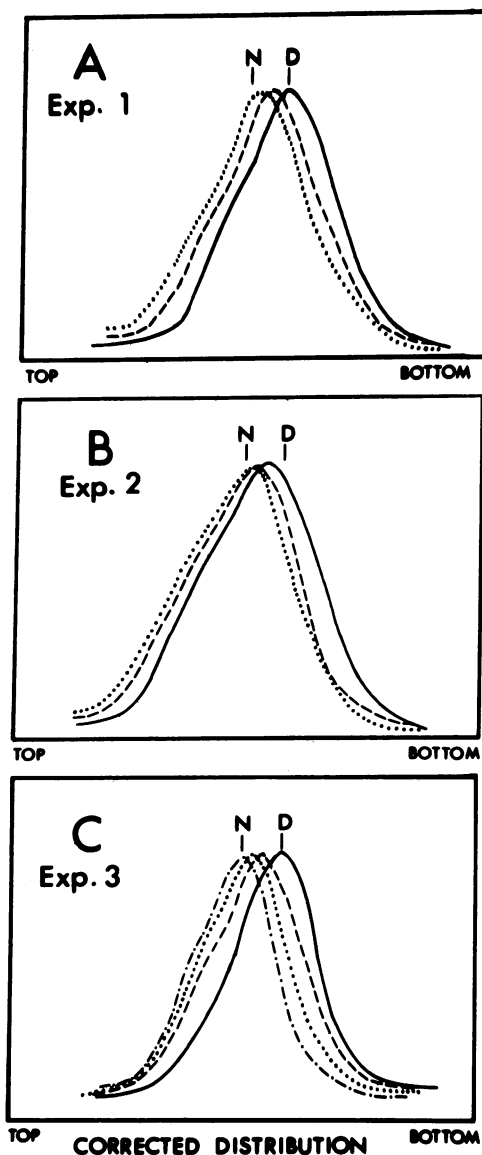 A
Exp. 1
N D
TOP BOTTOM
B
Exp. 2
N D
TOP BOTTOM
C
Exp. 3
N D
TOP BOTTOM
CORRECTED DISTRIBUTION